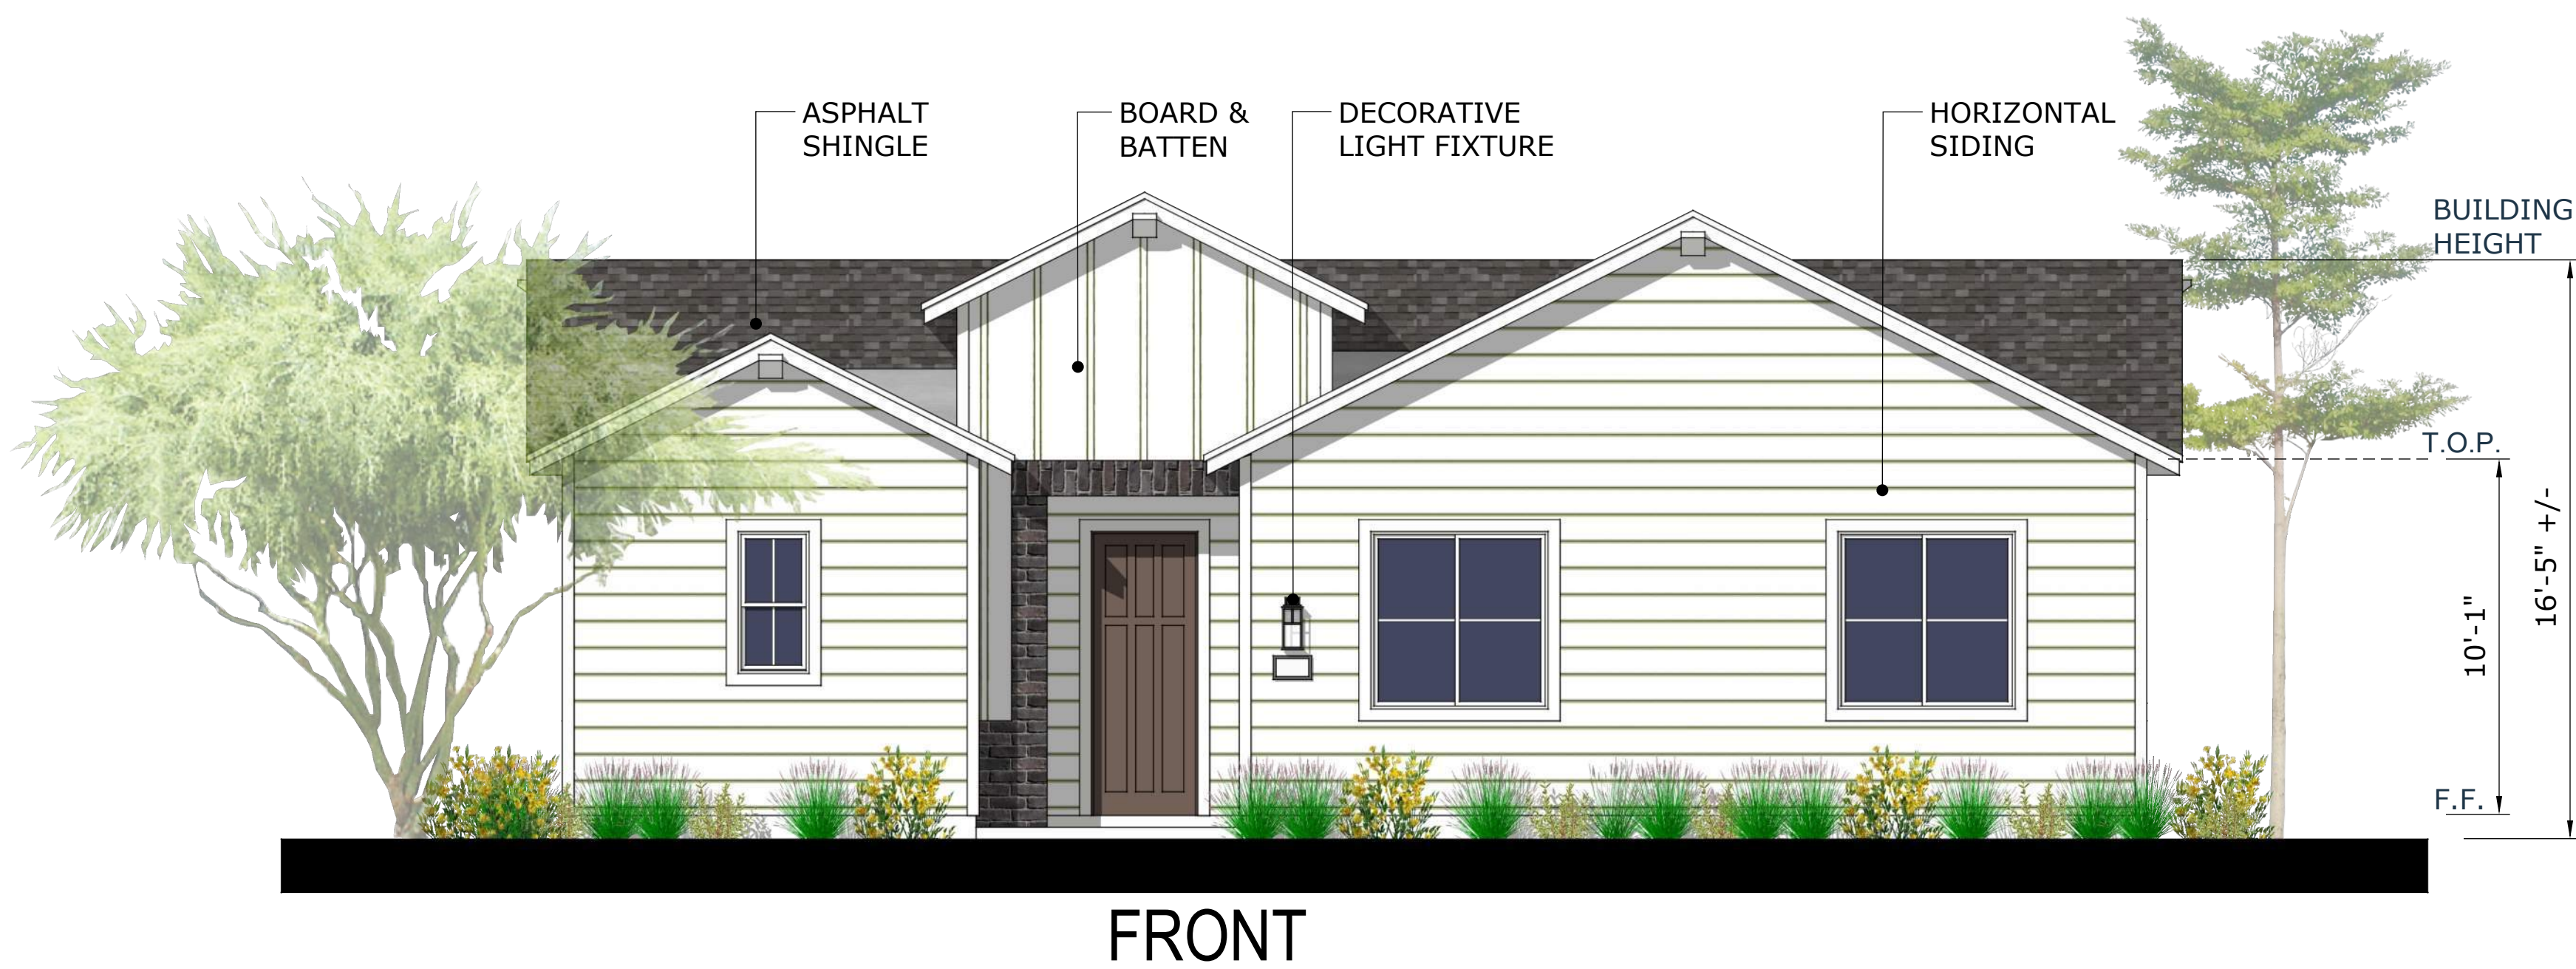 ASPHALT
SHINGLE
BOARD &
BATTEN
DECORATIVE
LIGHT FIXTURE
HORIZONTAL
SIDING
BUILDING
HEIGHT
T.O.P.
16'-5" +/-
10'-1"
F.F.
FRONT